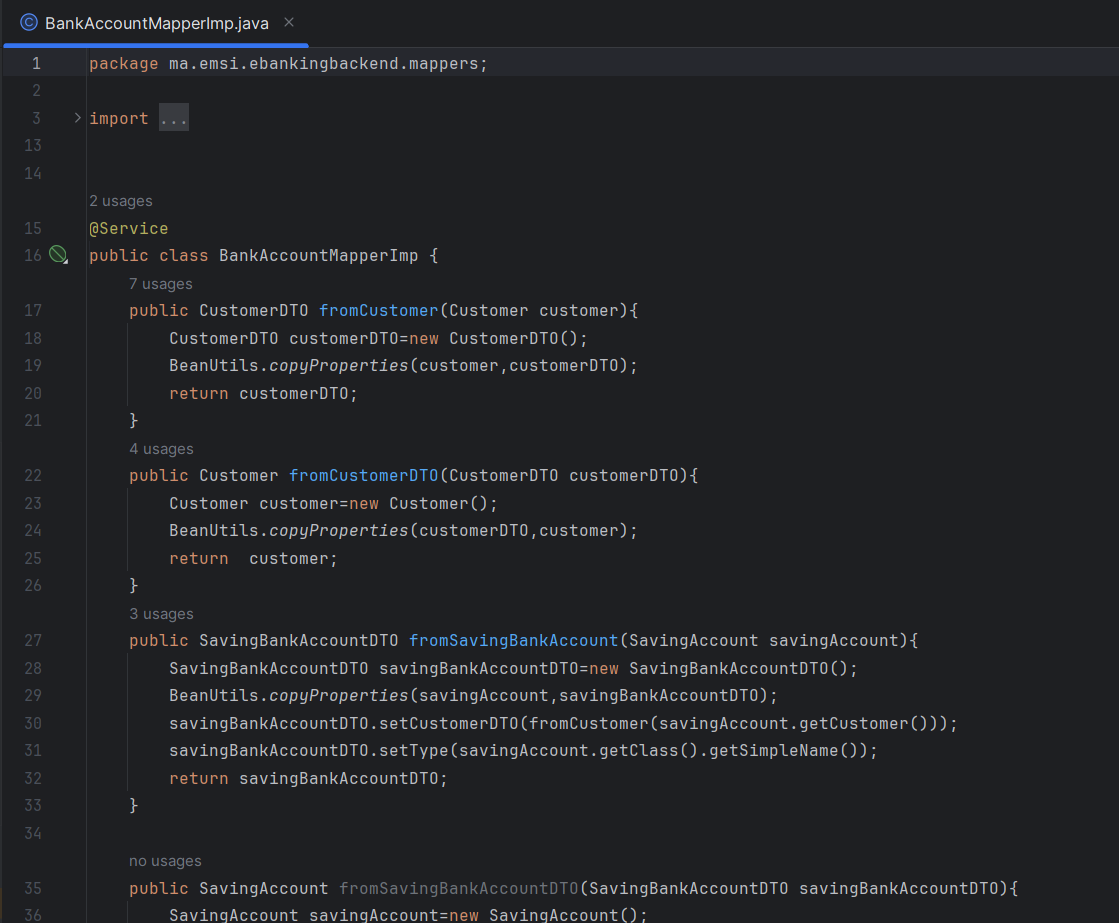 BankAccountMapperImp.java
1 package ma.emsi.ebankingbackend.mappers;
2
3 import ...
13
14
2 usages
15 @Service
16 public class BankAccountMapperImp {
7 usages
17 public CustomerDTO fromCustomer(Customer customer){
18 CustomerDTO customerDTO=new CustomerDTO();
19 BeanUtils.copyProperties(customer,customerDTO);
20 return customerDTO;
21 }
4 usages
22 public Customer fromCustomerDTO(CustomerDTO customerDTO){
23 Customer customer=new Customer();
24 BeanUtils.copyProperties(customerDTO,customer);
25 return  customer;
26 }
3 usages
27 public SavingBankAccountDTO fromSavingBankAccount(SavingAccount savingAccount){
28 SavingBankAccountDTO savingBankAccountDTO=new SavingBankAccountDTO();
29 BeanUtils.copyProperties(savingAccount,savingBankAccountDTO);
30 savingBankAccountDTO.setCustomerDTO(fromCustomer(savingAccount.getCustomer()));
31 savingBankAccountDTO.setType(savingAccount.getClass().getSimpleName());
32 return savingBankAccountDTO;
33 }
34
no usages
35 public SavingAccount fromSavingBankAccountDTO(SavingBankAccountDTO savingBankAccountDTO){
36 SavingAccount savingAccount=new SavingAccount();